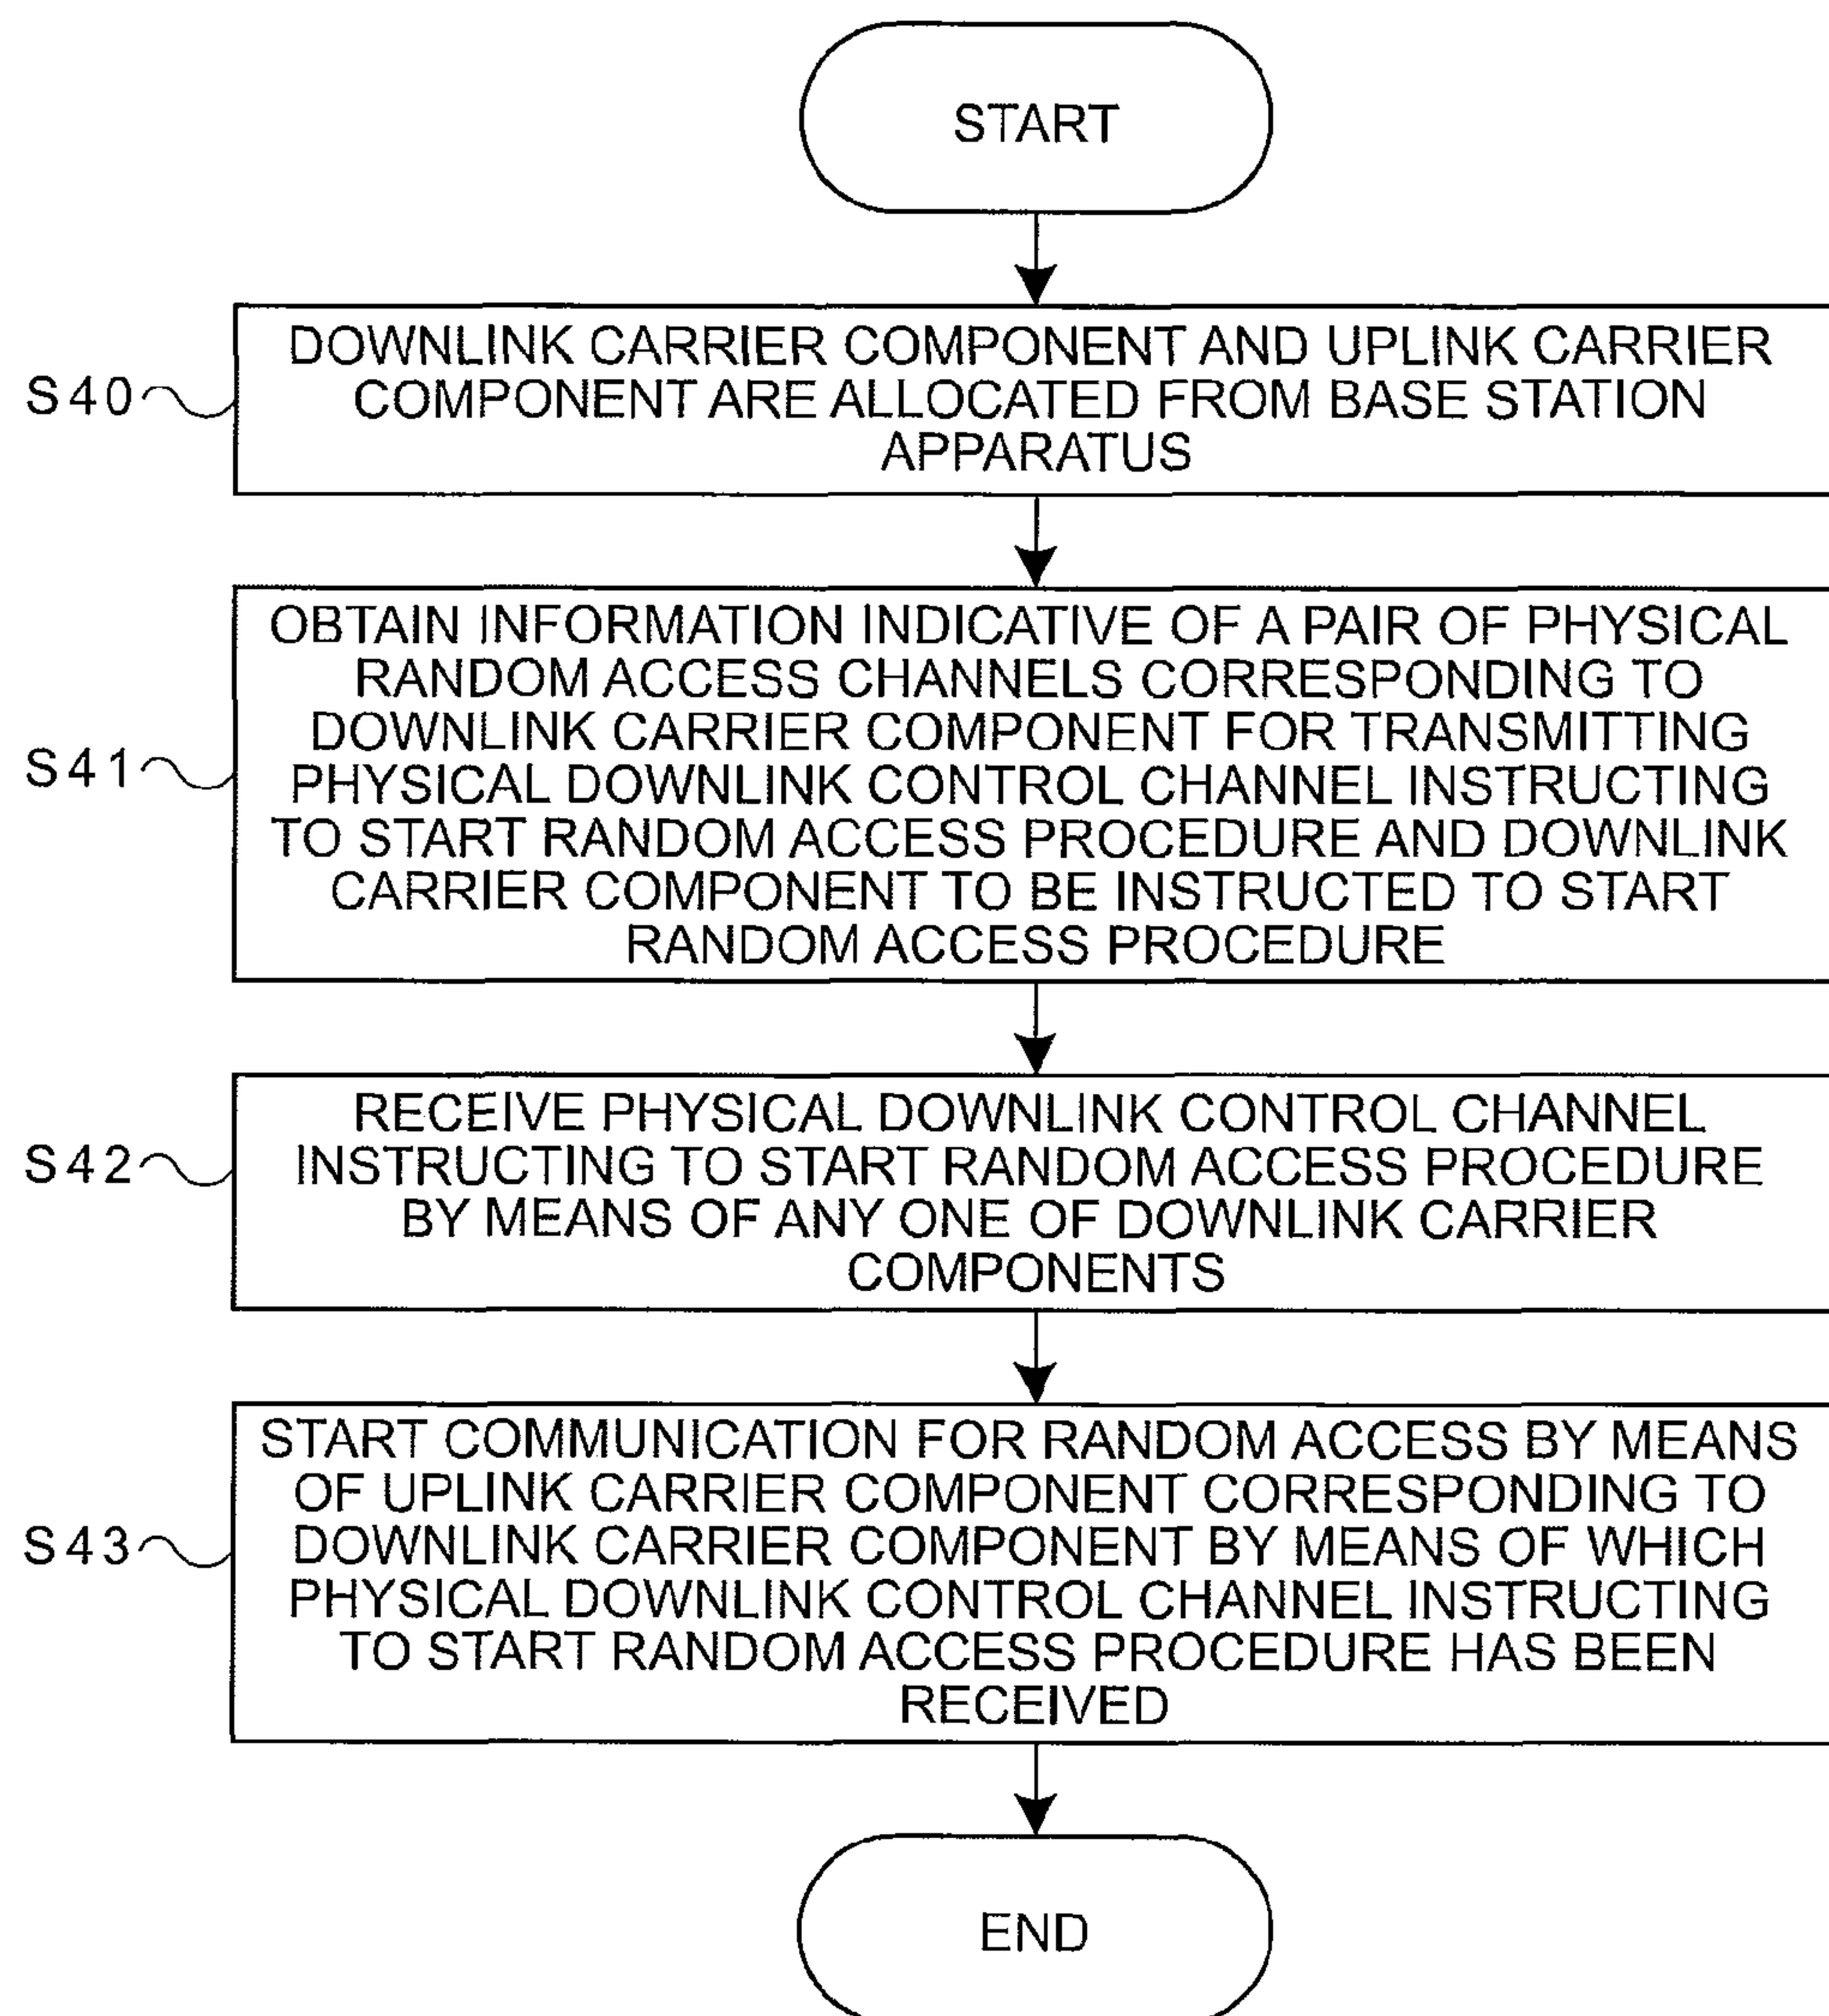 START
S40
DOWNLINK CARRIER COMPONENT AND UPLINK CARRIER
COMPONENT ARE ALLOCATED FROM BASE STATION
APPARATUS
S41
OBTAIN INFORMATION INDICATIVE OF A PAIR OF PHYSICAL
RANDOM ACCESS CHANNELS CORRESPONDING TO
DOWNLINK CARRIER COMPONENT FOR TRANSMITTING
PHYSICAL DOWNLINK CONTROL CHANNEL INSTRUCTING
TO START RANDOM ACCESS PROCEDURE AND DOWNLINK
CARRIER COMPONENT TO BE INSTRUCTED TO START
RANDOM ACCESS PROCEDURE
S42
RECEIVE PHYSICAL DOWNLINK CONTROL CHANNEL
INSTRUCTING TO START RANDOM ACCESS PROCEDURE
BY MEANS OF ANY ONE OF DOWNLINK CARRIER
COMPONENTS
S43
START COMMUNICATION FOR RANDOM ACCESS BY MEANS
OF UPLINK CARRIER COMPONENT CORRESPONDING TO
DOWNLINK CARRIER COMPONENT BY MEANS OF WHICH
PHYSICAL DOWNLINK CONTROL CHANNEL INSTRUCTING
TO START RANDOM ACCESS PROCEDURE HAS BEEN
RECEIVED
END